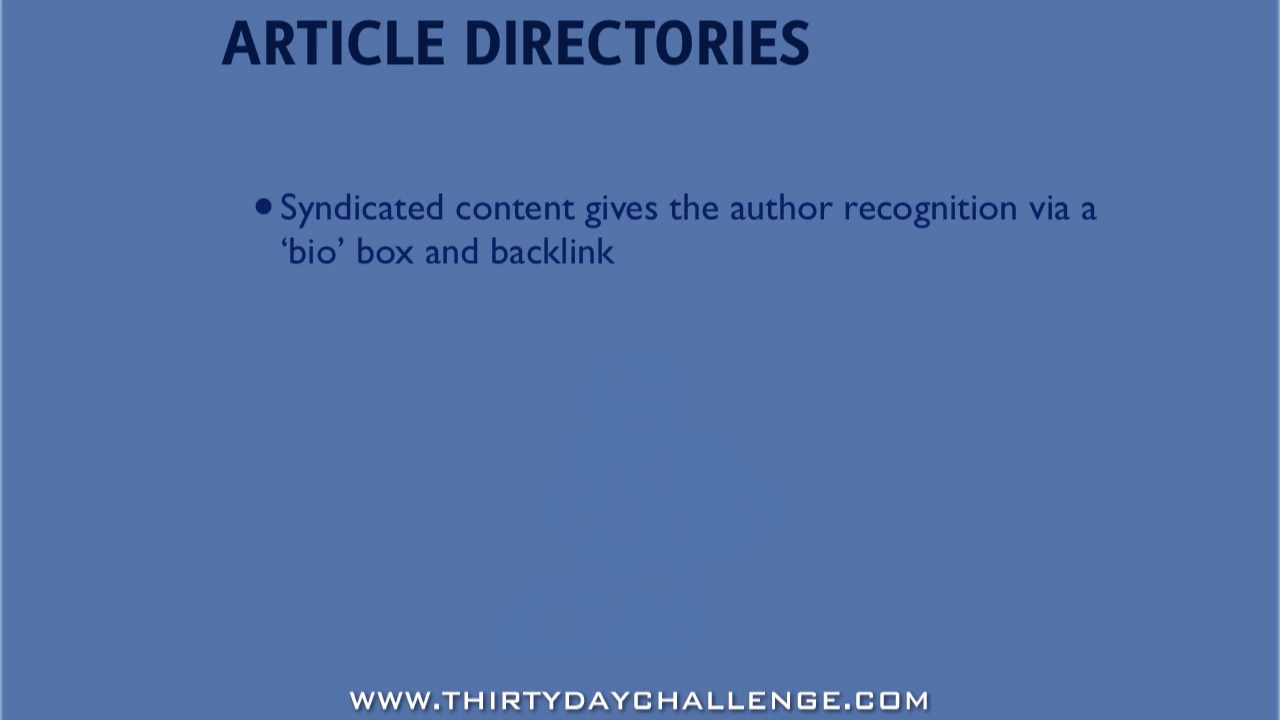 ARTICLE DIRECTORIES
• Syndicated content gives the author recognition via a
‘bio’ box and backlink
WWW.THIRTYDAYCHALLENGE.COM